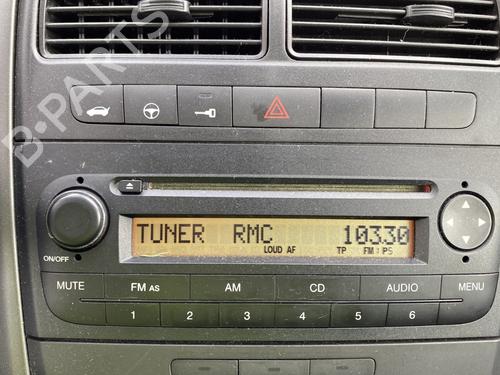 B-PARTS
TUNER RMC 103.30
LOUD AF TP FM : PS
ON/OFF
MUTE FM AS AM CD AUDIO MENU
1 2 3 4 5 6